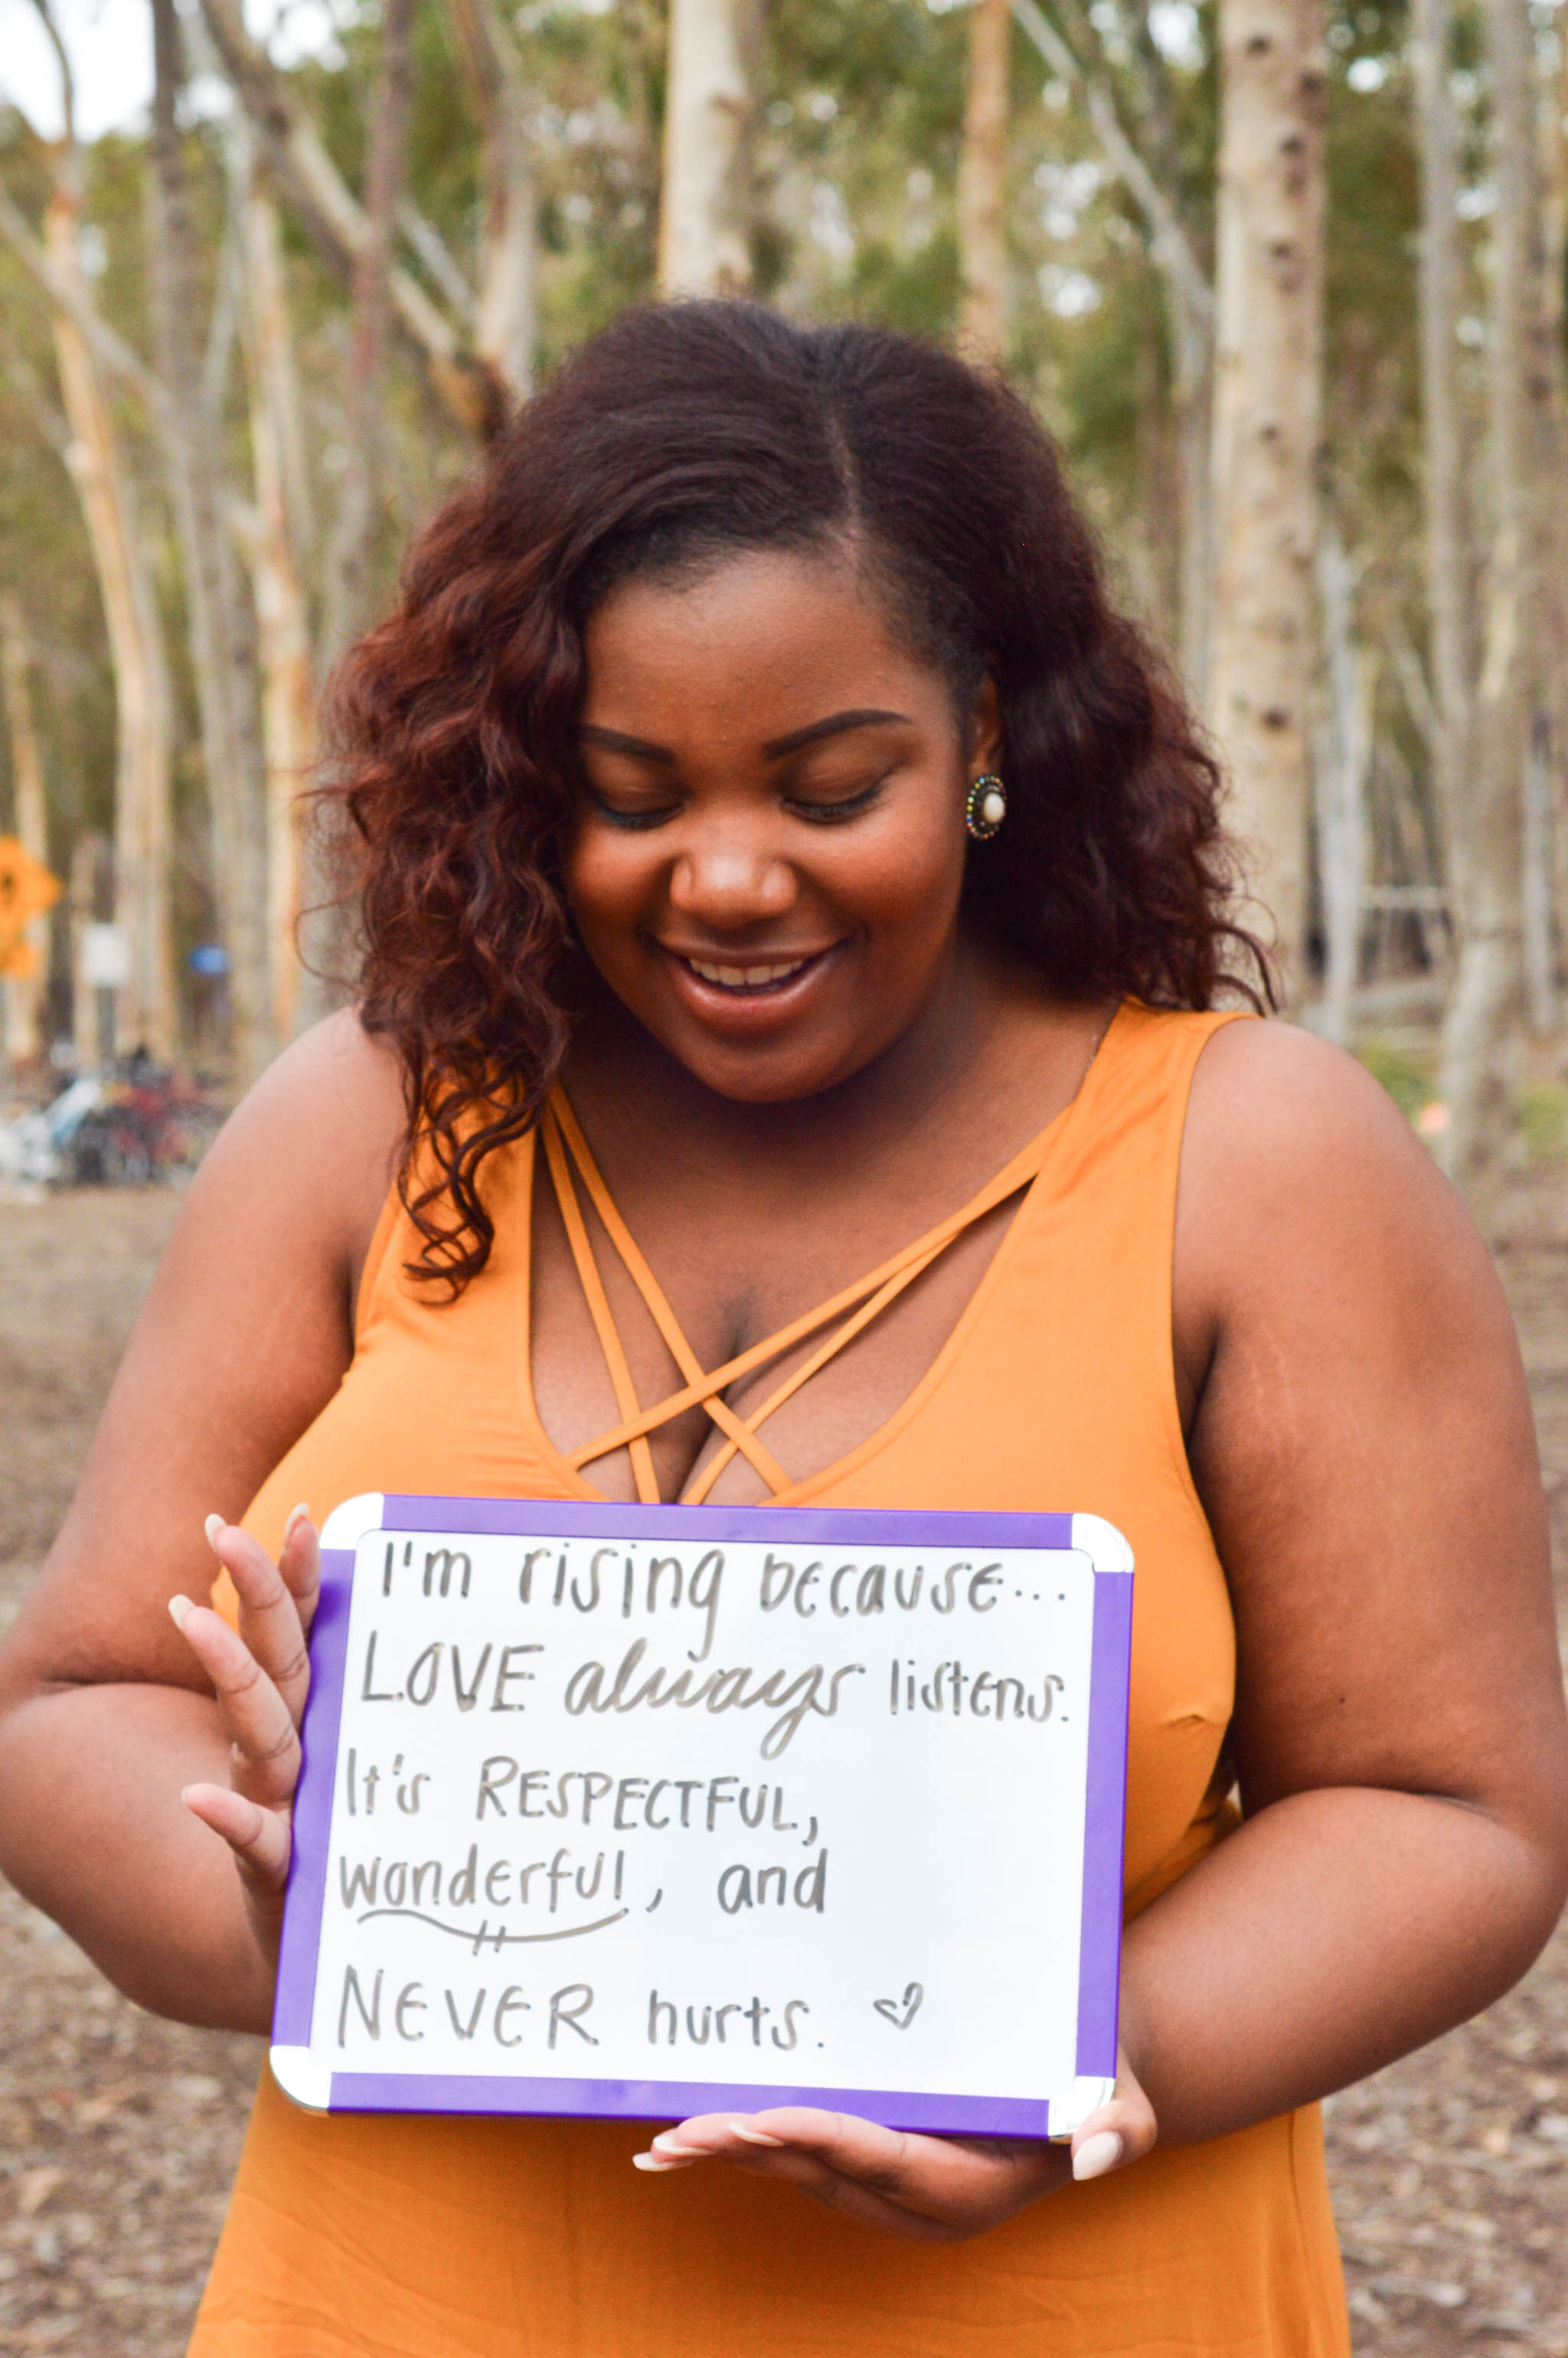 I'm rising because...
LOVE always listens.
It's RESPECTFUL,
wonderful, and
NEVER hurts. ♡